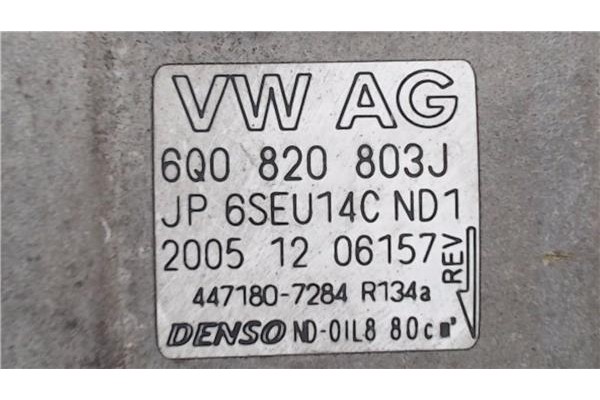 VW AG
6Q0 820 803J
JP 6SEU14C ND1
2005 12 06157
REV
447180-7284 R134a
DENSO ND-OIL8 80cm³